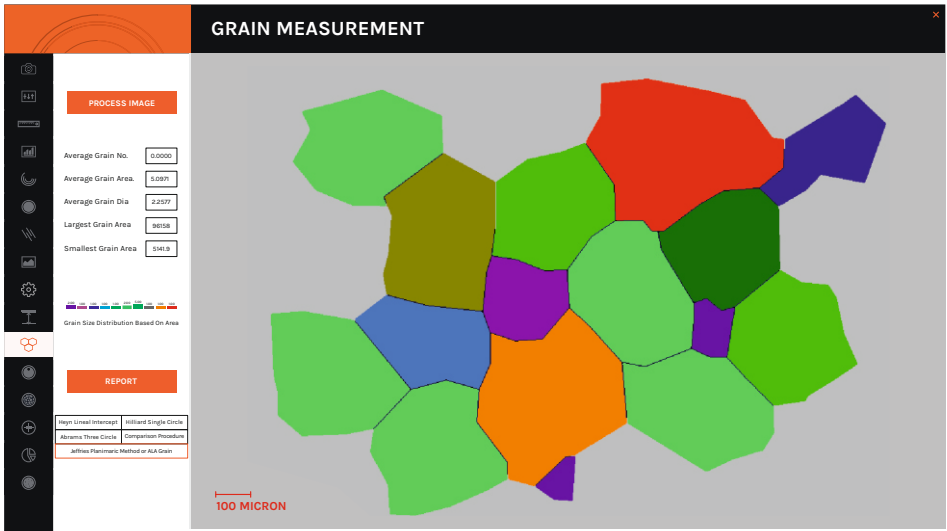 GRAIN MEASUREMENT
PROCESS IMAGE
Average Grain No. 0.0000
Average Grain Area. 5.0971
Average Grain Dia 2.2577
Largest Grain Area 96158
Smallest Grain Area 5141.9
Grain Size Distribution Based On Area
REPORT
Heyn Lineal Intercept Hilliard Single Circle
Abrams Three Circle Comparison Procedure
Jeffries Planimaric Method or ALA Grain
100 MICRON